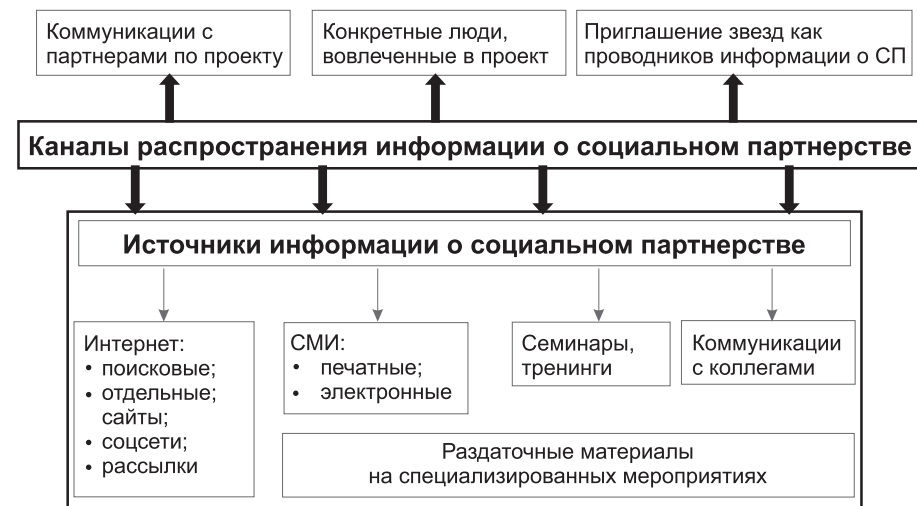 Коммуникации с
партнерами по проекту
Конкретные люди,
вовлеченные в проект
Приглашение звезд как
проводников информации о СП
Каналы распространения информации о социальном партнерстве
Источники информации о социальном партнерстве
Интернет:
• поисковые;
• отдельные;
сайты;
• соцсети;
• рассылки
СМИ:
• печатные;
• электронные
Семинары,
тренинги
Коммуникации
с коллегами
Раздаточные материалы
на специализированных мероприятиях